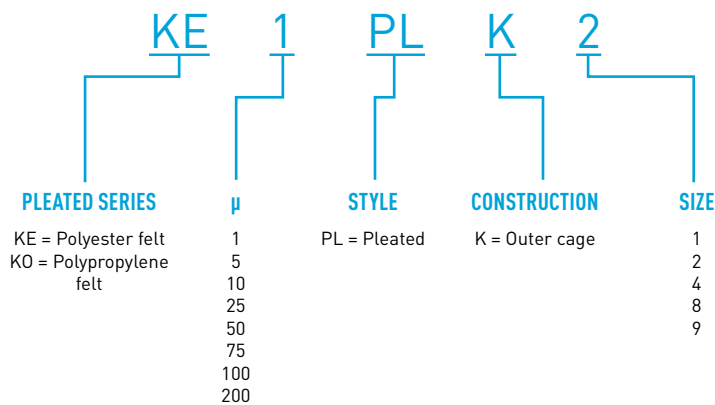 KE 1 PL K 2
PLEATED SERIES
KE = Polyester felt
KO = Polypropylene
felt
µ
1
5
10
25
50
75
100
200
STYLE
PL = Pleated
CONSTRUCTION
K = Outer cage
SIZE
1
2
4
8
9